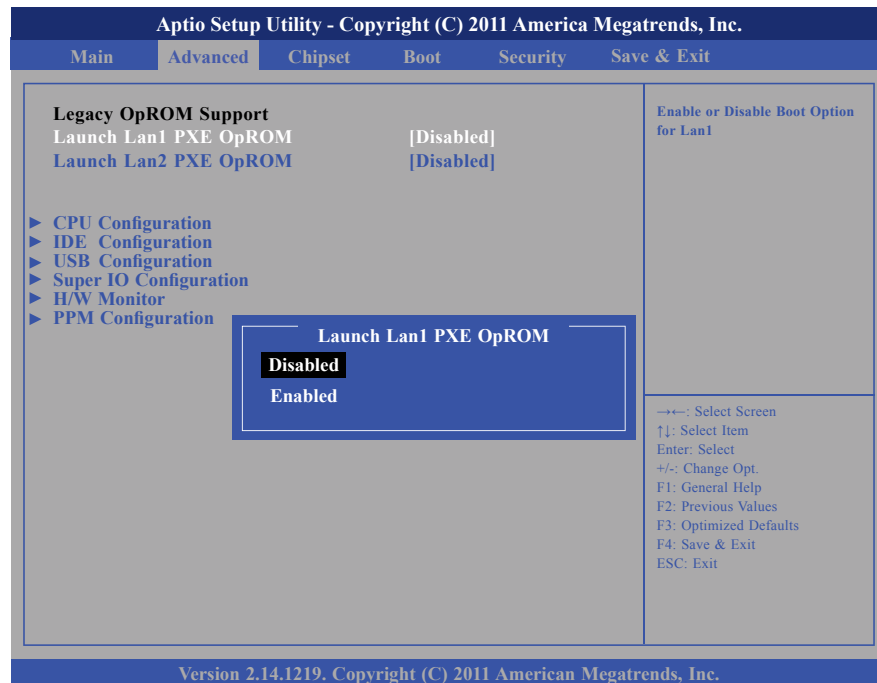 Aptio Setup Utility - Copyright (C) 2011 America Megatrends, Inc.
Main Advanced Chipset Boot Security Save & Exit
Legacy OpROM Support
Launch Lan1 PXE OpROM [Disabled]
Launch Lan2 PXE OpROM [Disabled]
► CPU Configuration
► IDE Configuration
► USB Configuration
► Super IO Configuration
► H/W Monitor
► PPM Configuration
Launch Lan1 PXE OpROM
Disabled
Enabled
Enable or Disable Boot Option
for Lan1
→←: Select Screen
↑↓: Select Item
Enter: Select
+/-: Change Opt.
F1: General Help
F2: Previous Values
F3: Optimized Defaults
F4: Save & Exit
ESC: Exit
Version 2.14.1219. Copyright (C) 2011 American Megatrends, Inc.